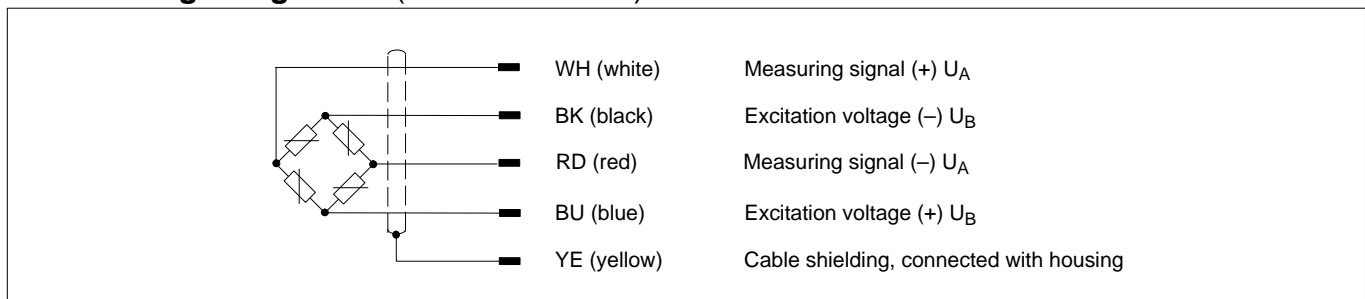 WH (white) Measuring signal (+) UA
BK (black) Excitation voltage (–) UB
RD (red) Measuring signal (–) UA
BU (blue) Excitation voltage (+) UB
YE (yellow) Cable shielding, connected with housing